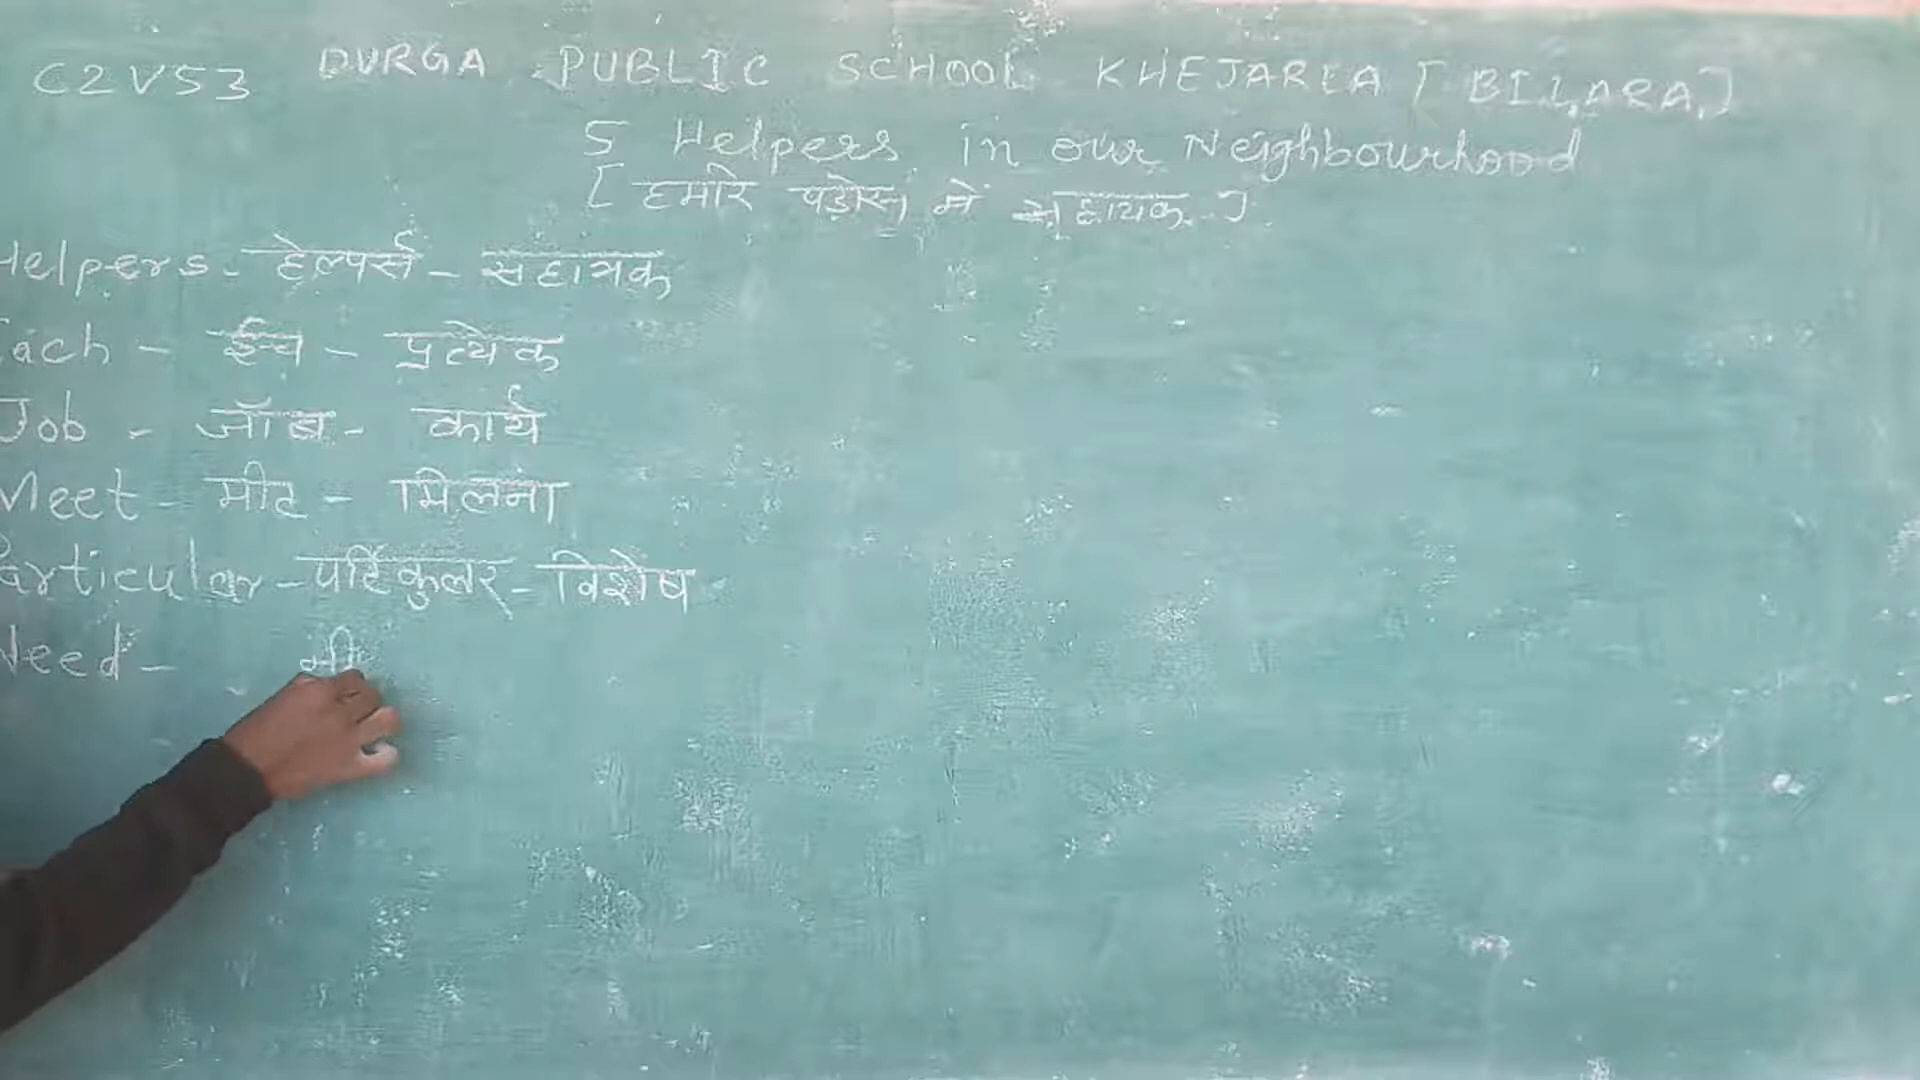 C2V53 DURGA PUBLIC SCHOOL KHEJARLA [BILARA]
5 Helpers in our Neighbourhood
[हमारे पड़ोस में सहायक]
Helpers - हेल्पर्स - सहायक
Each - ईच - प्रत्येक
Job - जॉब - कार्य
Meet - मीट - मिलना
Particular - पर्टिकुलर - विशेष
Need - नी